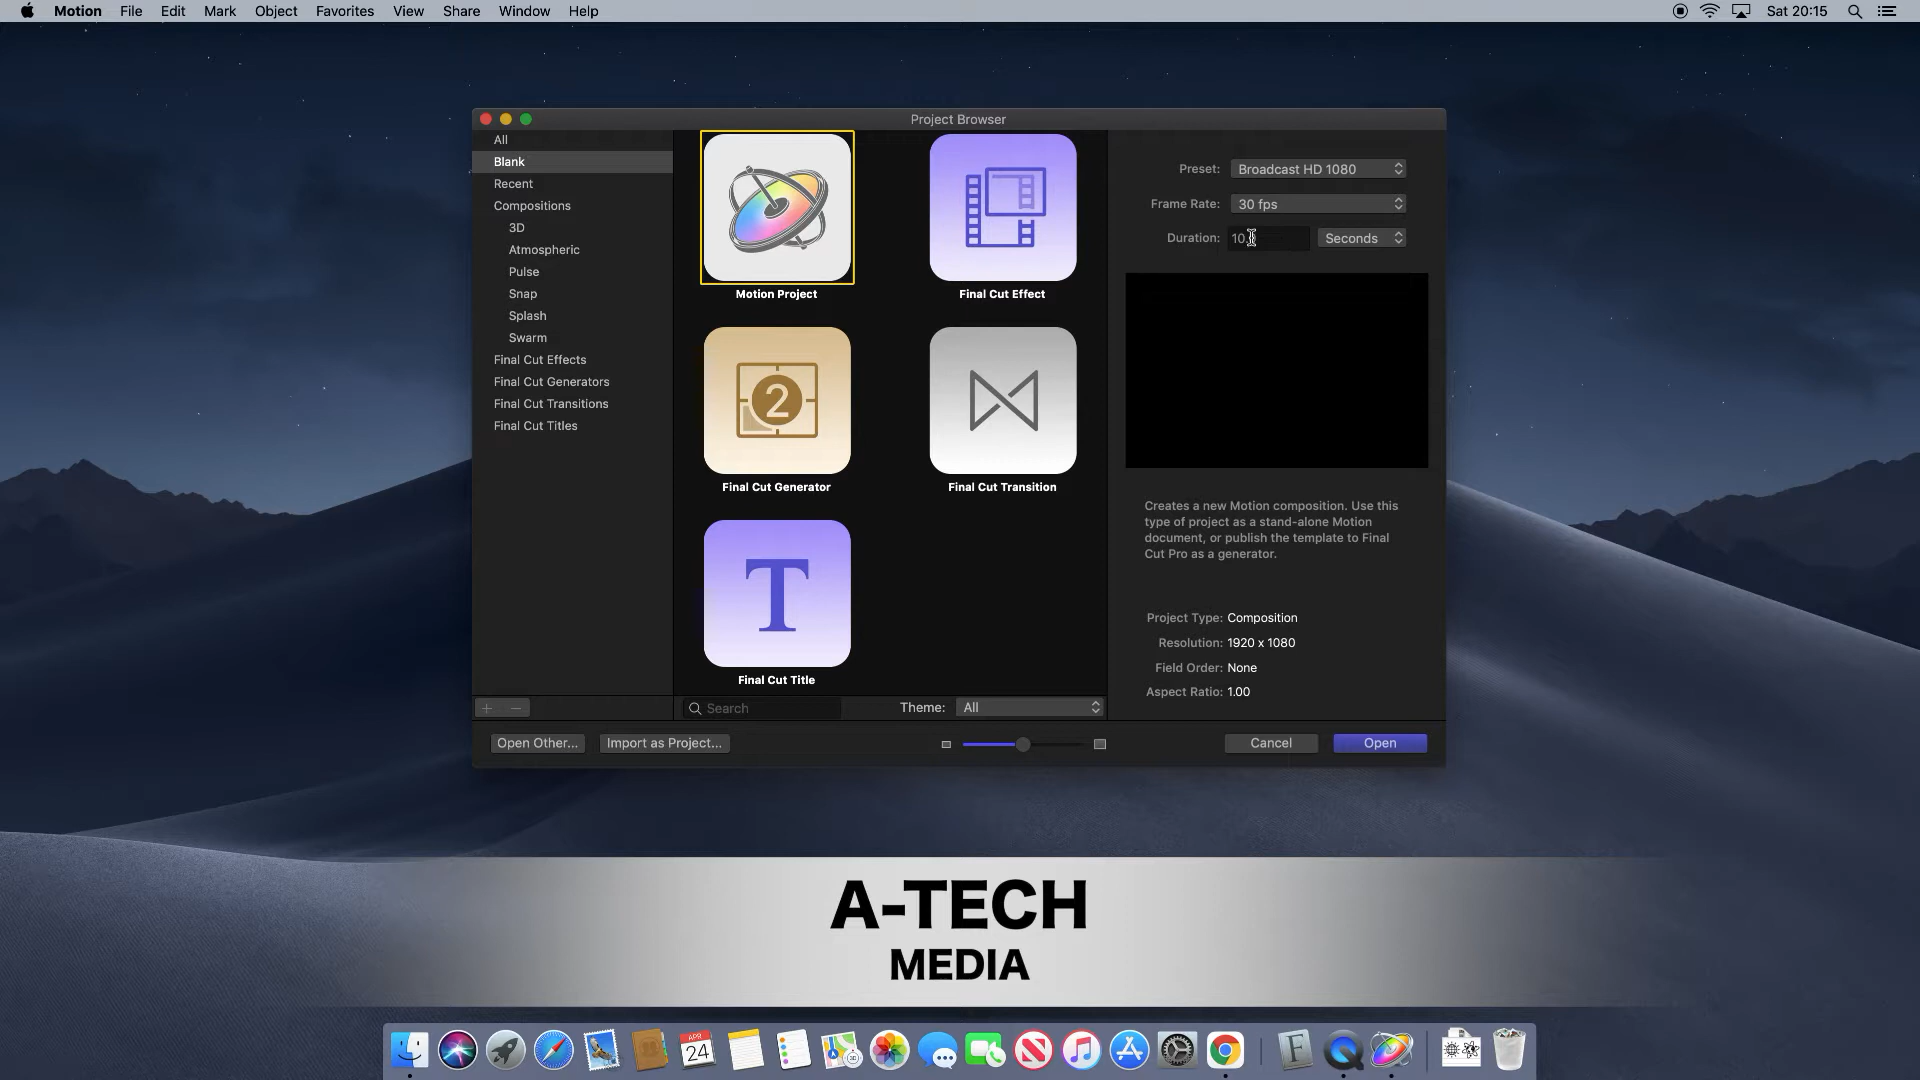 Motion File Edit Mark Object Favorites View Share Window Help Sat 20:15
Project Browser
All
Blank
Recent
Compositions
3D
Atmospheric
Pulse
Snap
Splash
Swarm
Final Cut Effects
Final Cut Generators
Final Cut Transitions
Final Cut Titles
Motion Project
Final Cut Effect
2
Final Cut Generator
Final Cut Transition
T
Final Cut Title
Preset: Broadcast HD 1080
Frame Rate: 30 fps
Duration: Seconds
Creates a new Motion composition. Use this
type of project as a stand-alone Motion
document, or publish the template to Final
Cut Pro as a generator.
Project Type: Composition
Resolution: 1920 x 1080
Field Order: None
Aspect Ratio: 1.00
Search
Theme: All
Open Other... Import as Project... Cancel Open
A-TECH
MEDIA
APR
24
F